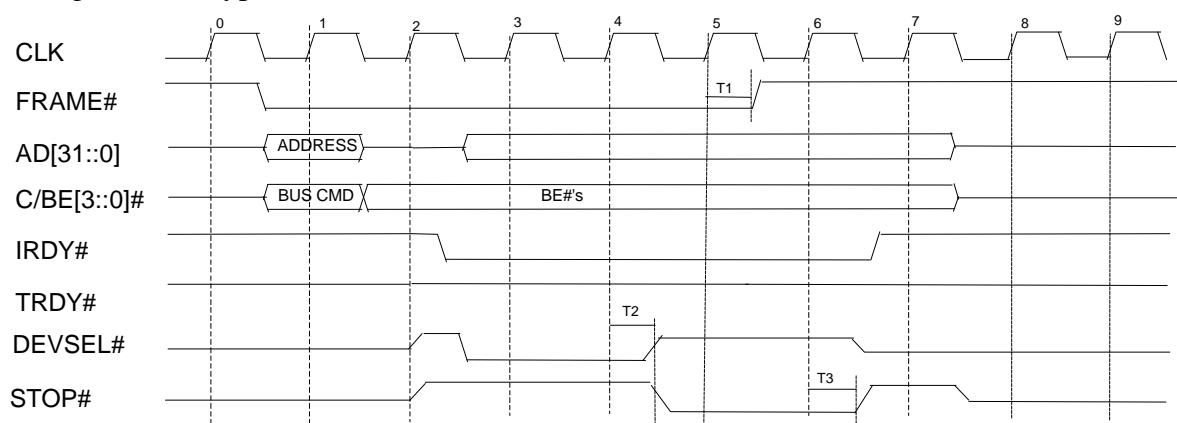 0 1 2 3 4 5 6 7 8 9
CLK
T1
FRAME#
ADDRESS
AD[31::0]
BUS CMD BE#'s
C/BE[3::0]#
IRDY#
TRDY#
T2
DEVSEL#
T3
STOP#